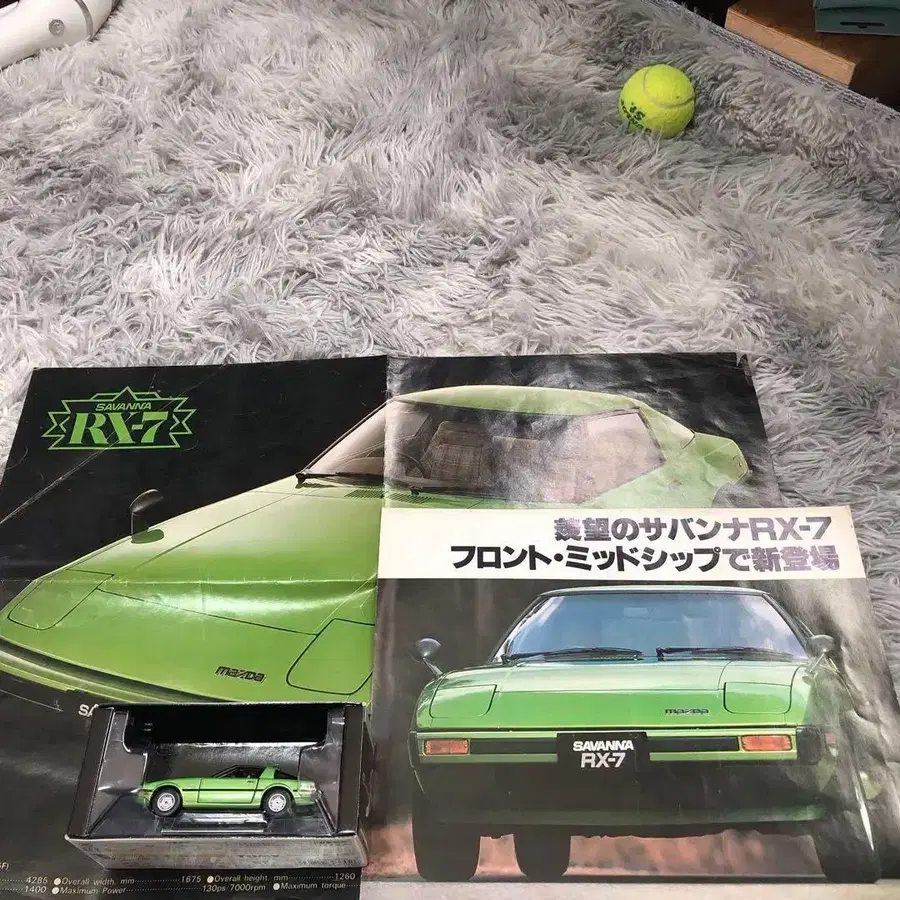 SAVANNA
RX-7
羨望のサバンナRX-7
フロント・ミッドシップで新登場
mazda
mazda
SAVANNA
RX-7
4285 ●Overall width mm 1675 ●Overall height mm 1260
1400 ●Maximum Power 130ps 7000rpm ●Maximum torque